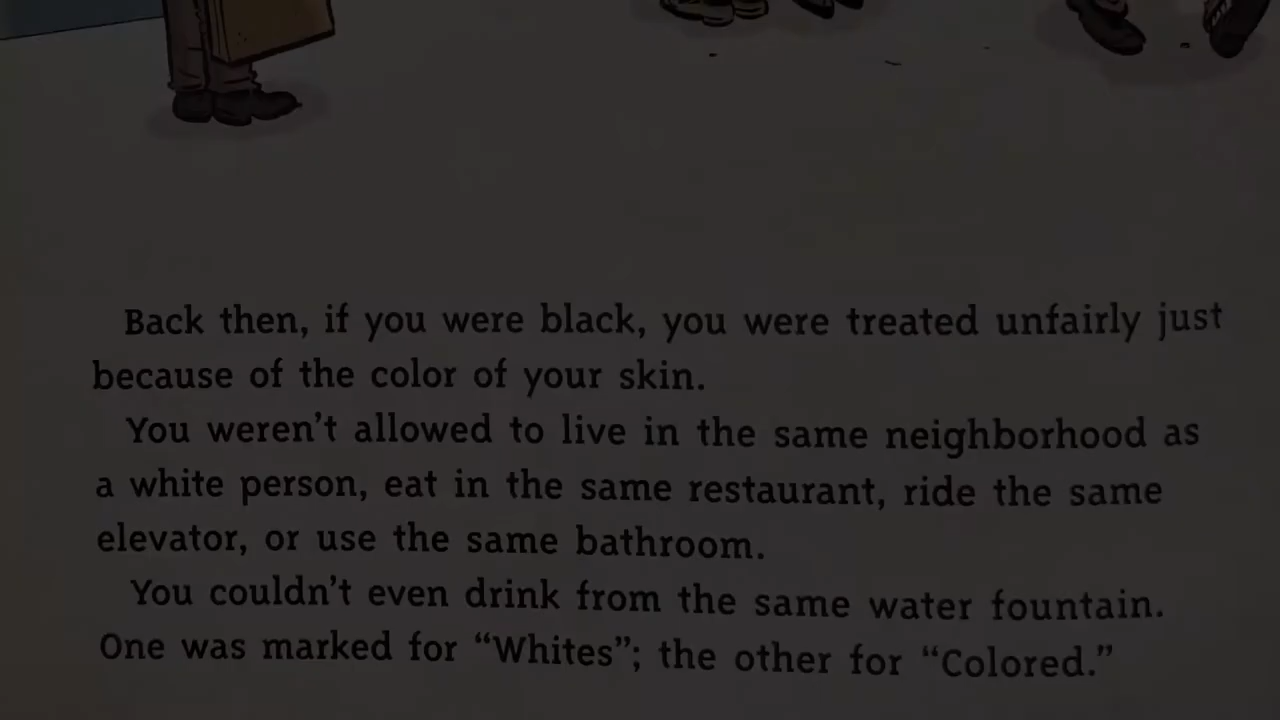 Back then, if you were black, you were treated unfairly just
because of the color of your skin.
You weren't allowed to live in the same neighborhood as
a white person, eat in the same restaurant, ride the same
elevator, or use the same bathroom.
You couldn't even drink from the same water fountain.
One was marked for “Whites”; the other for “Colored.”